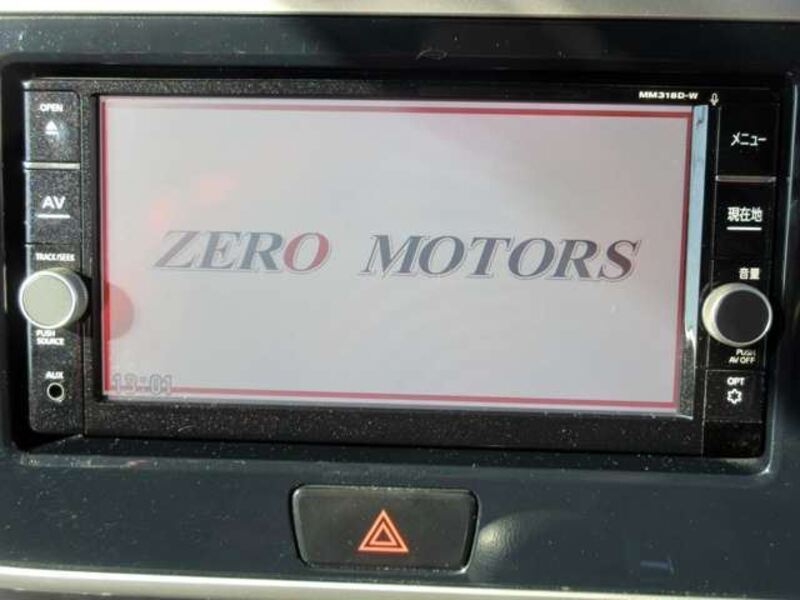 MM318D-W
OPEN
メニュー
AV
現在地
ZERO MOTORS
TRACK/SEEK
音量
PUSH
SOURCE
PUSH
AV OFF
AUX
13:01
OPT